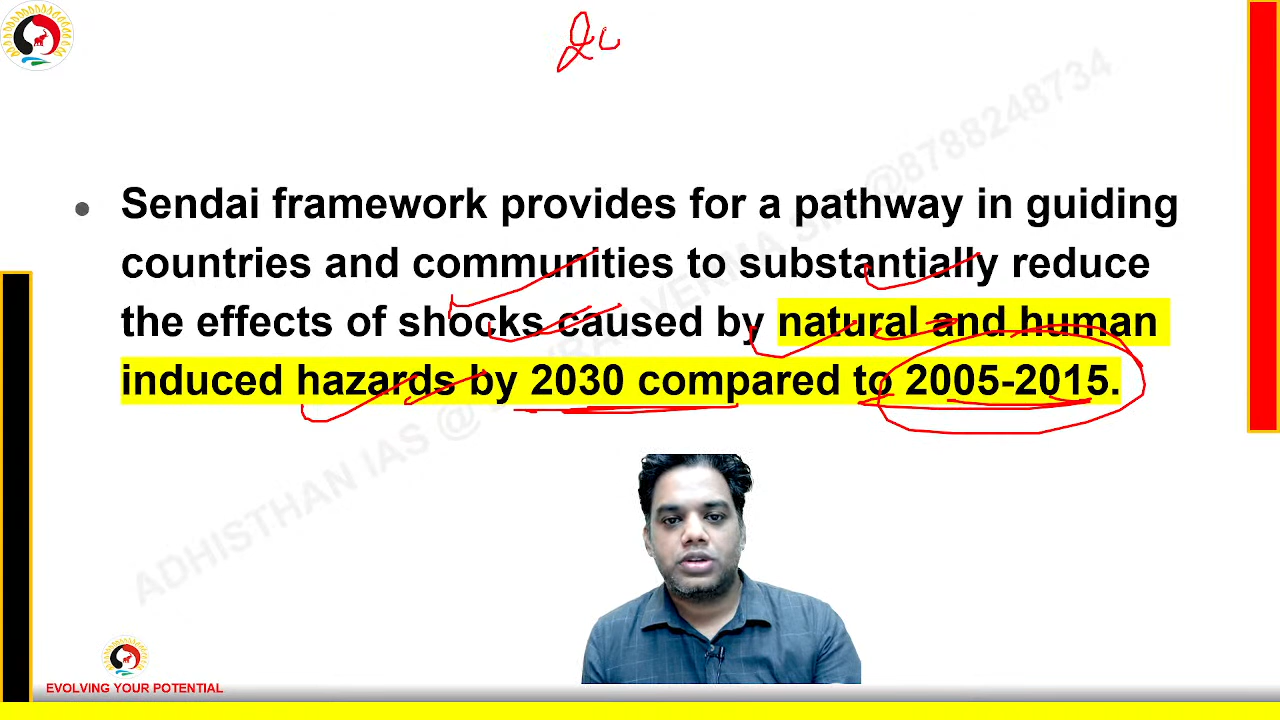 Sendai framework provides for a pathway in guiding
countries and communities to substantially reduce
the effects of shocks caused by natural and human
induced hazards by 2030 compared to 2005-2015.
EVOLVING YOUR POTENTIAL